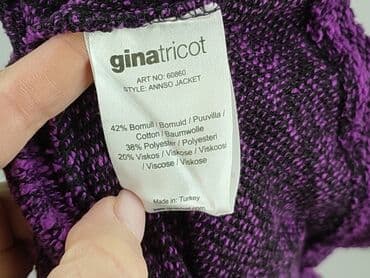 ginatricot
ART NO: 60860
STYLE: ANNSO JACKET
42% Bomull / Bomuld / Puuvilla /
Cotton / Baumwolle
38% Polyester / Polyesteri
20% Viskos / Viskose / Viskoosi
/ Viscose / Viskose
Made in: Turkey